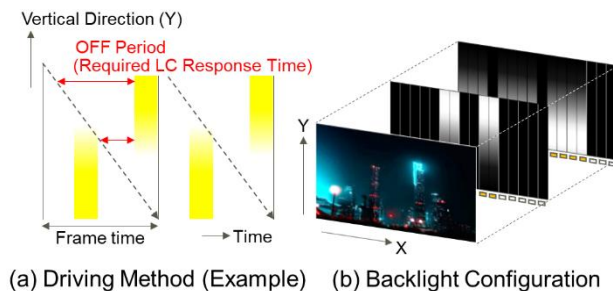 Vertical Direction (Y)
OFF Period
(Required LC Response Time)
Frame time
Time
Y
X
(a) Driving Method (Example)
(b) Backlight Configuration